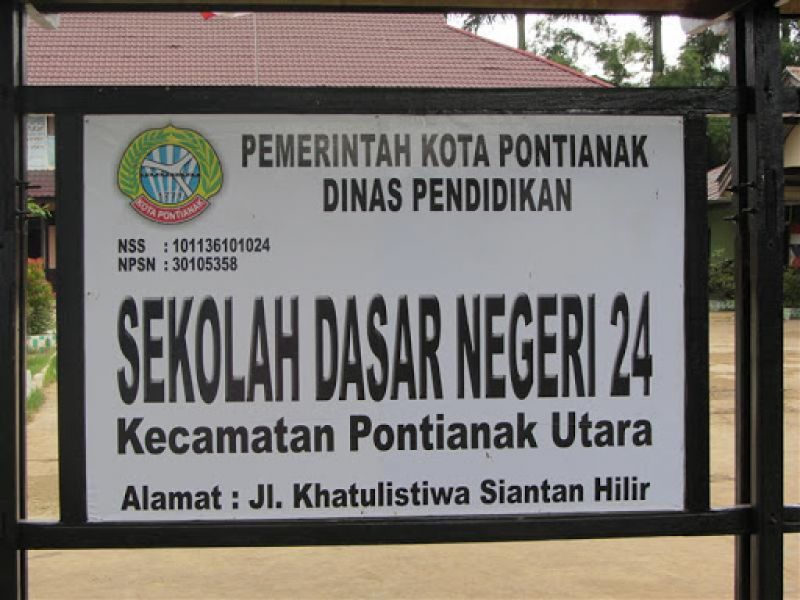 PEMERINTAH KOTA PONTIANAK
DINAS PENDIDIKAN
1771
KOTA PONTIANAK
NSS : 101136101024
NPSN : 30105358
SEKOLAH DASAR NEGERI 24
Kecamatan Pontianak Utara
Alamat : Jl. Khatulistiwa Siantan Hilir